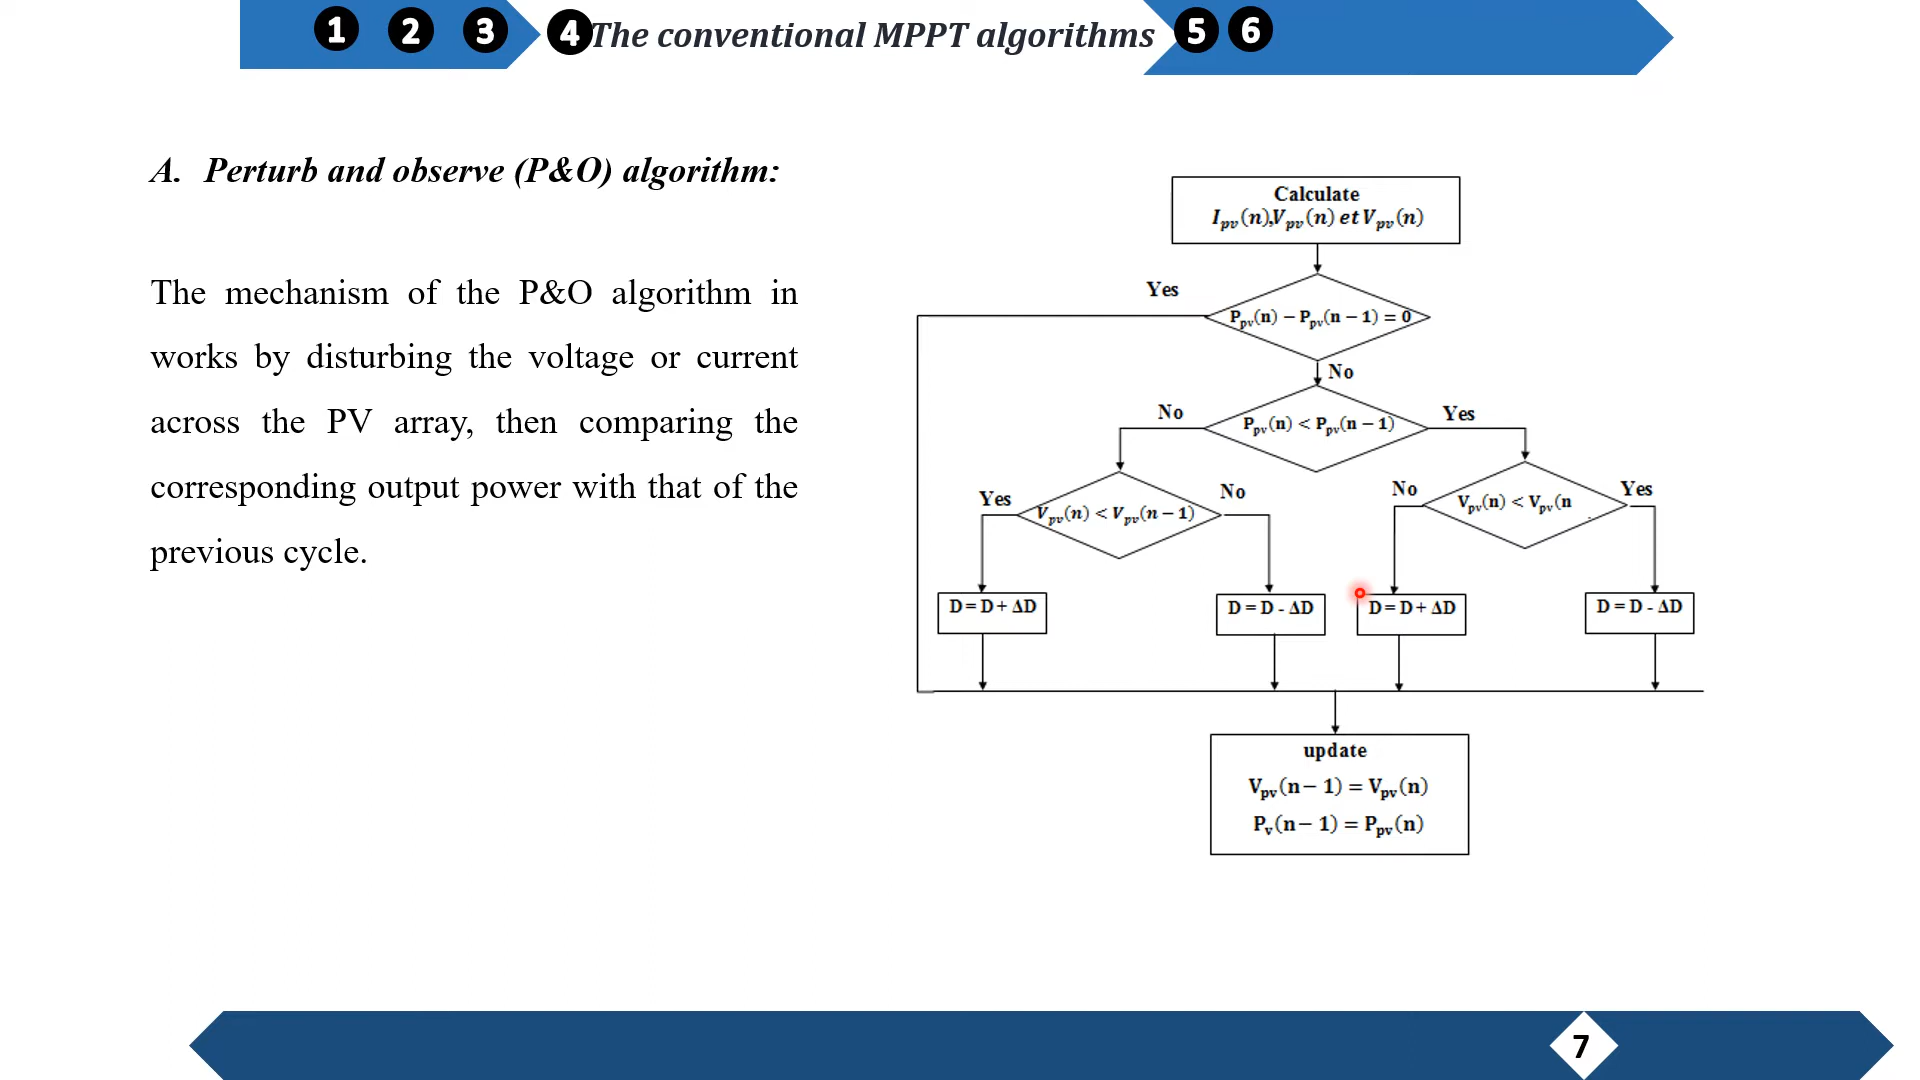 1 2 3 4 The conventional MPPT algorithms 5 6
A. Perturb and observe (P&O) algorithm:
The mechanism of the P&O algorithm in
works by disturbing the voltage or current
across the PV array, then comparing the
corresponding output power with that of the
previous cycle.
Calculate
Ipv(n),Vpv(n) et Vpv(n)
Yes
Ppv(n) − Ppv(n − 1) = 0
No
No
Ppv(n) < Ppv(n − 1)
Yes
Yes
Vpv(n) < Vpv(n − 1)
No
No
Vpv(n) < Vpv(n
Yes
D = D + ΔD
D = D - ΔD
D = D + ΔD
D = D - ΔD
update
Vpv(n − 1) = Vpv(n)
Pv(n − 1) = Ppv(n)
7